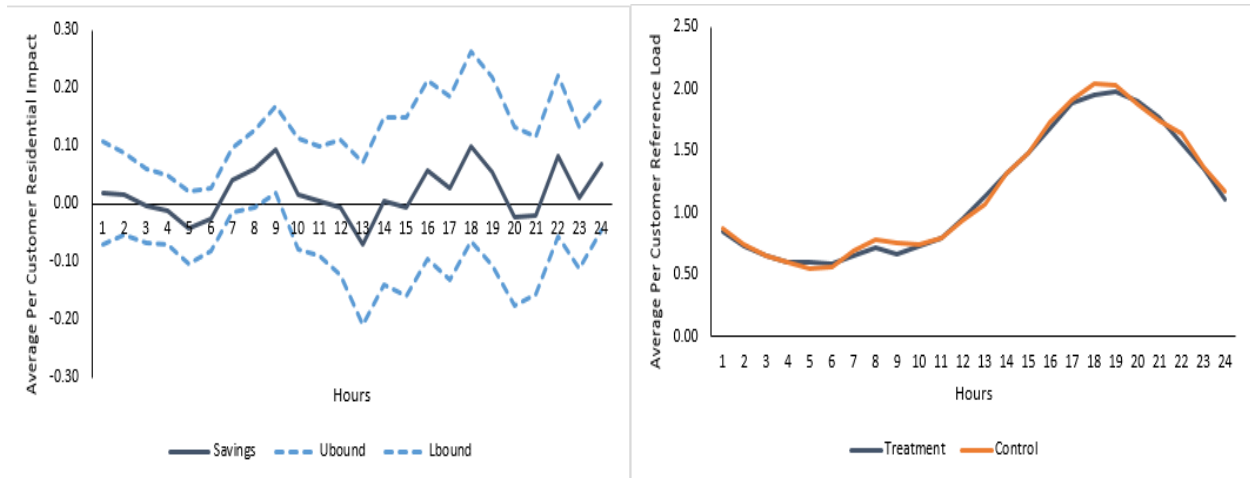 Average Per Customer Residential Impact
0.30
0.20
0.10
0.00
-0.10
-0.20
-0.30
1 2 3 4 5 6 7 8 9 10 11 12 13 14 15 16 17 18 19 20 21 22 23 24
Hours
Savings Ubound Lbound
Average Per Customer Reference Load
2.50
2.00
1.50
1.00
0.50
0.00
1 2 3 4 5 6 7 8 9 10 11 12 13 14 15 16 17 18 19 20 21 22 23 24
Hours
Treatment Control